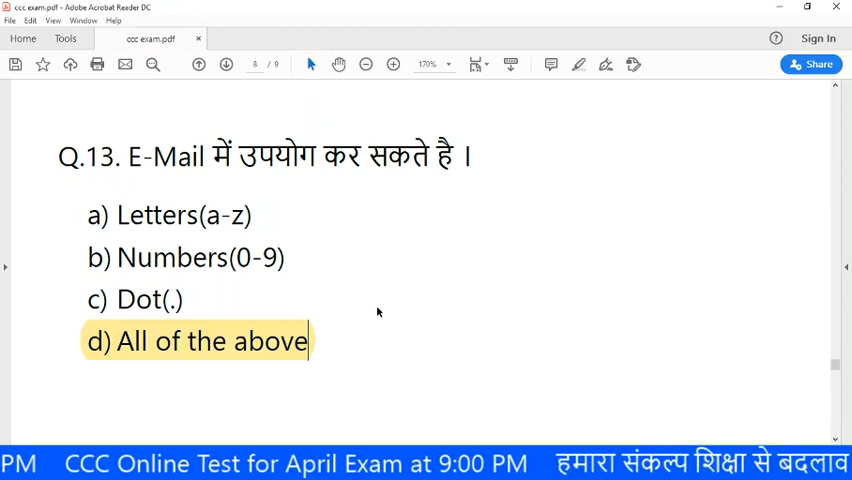 ccc exam.pdf - Adobe Acrobat Reader DC
File Edit View Window Help
Home Tools ccc exam.pdf × Sign In
8 / 9 170% Share
Q.13. E-Mail में उपयोग कर सकते है ।
a) Letters(a-z)
b) Numbers(0-9)
c) Dot(.)
d) All of the above
PM CCC Online Test for April Exam at 9:00 PM हमारा संकल्प शिक्षा से बदलाव